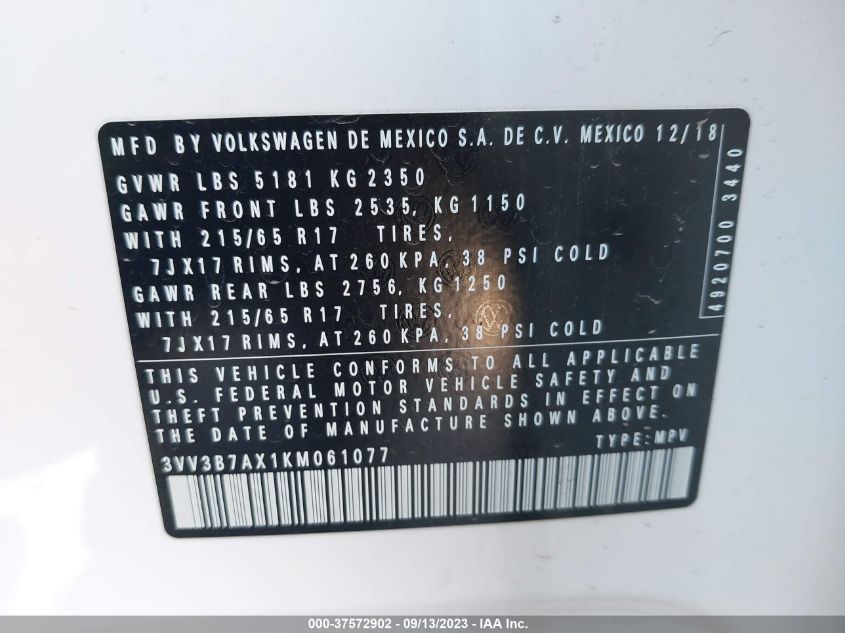 MFD BY VOLKSWAGEN DE MEXICO S.A. DE C.V. MEXICO 12/18
GVWR LBS 5181 KG 2350
GAWR FRONT LBS 2535, KG 1150
WITH 215/65 R17 TIRES,
7JX17 RIMS, AT 260 KPA, 38 PSI COLD
GAWR REAR LBS 2756, KG 1250
WITH 215/65 R17 TIRES,
7JX17 RIMS, AT 260 KPA, 38 PSI COLD
4920700 3440
THIS VEHICLE CONFORMS TO ALL APPLICABLE
U.S. FEDERAL MOTOR VEHICLE SAFETY AND
THEFT PREVENTION STANDARDS IN EFFECT ON
THE DATE OF MANUFACTURE SHOWN ABOVE.
3VV3B7AX1KM061077 TYPE: MPV
000-37572902 - 09/13/2023 - © IAA Inc.